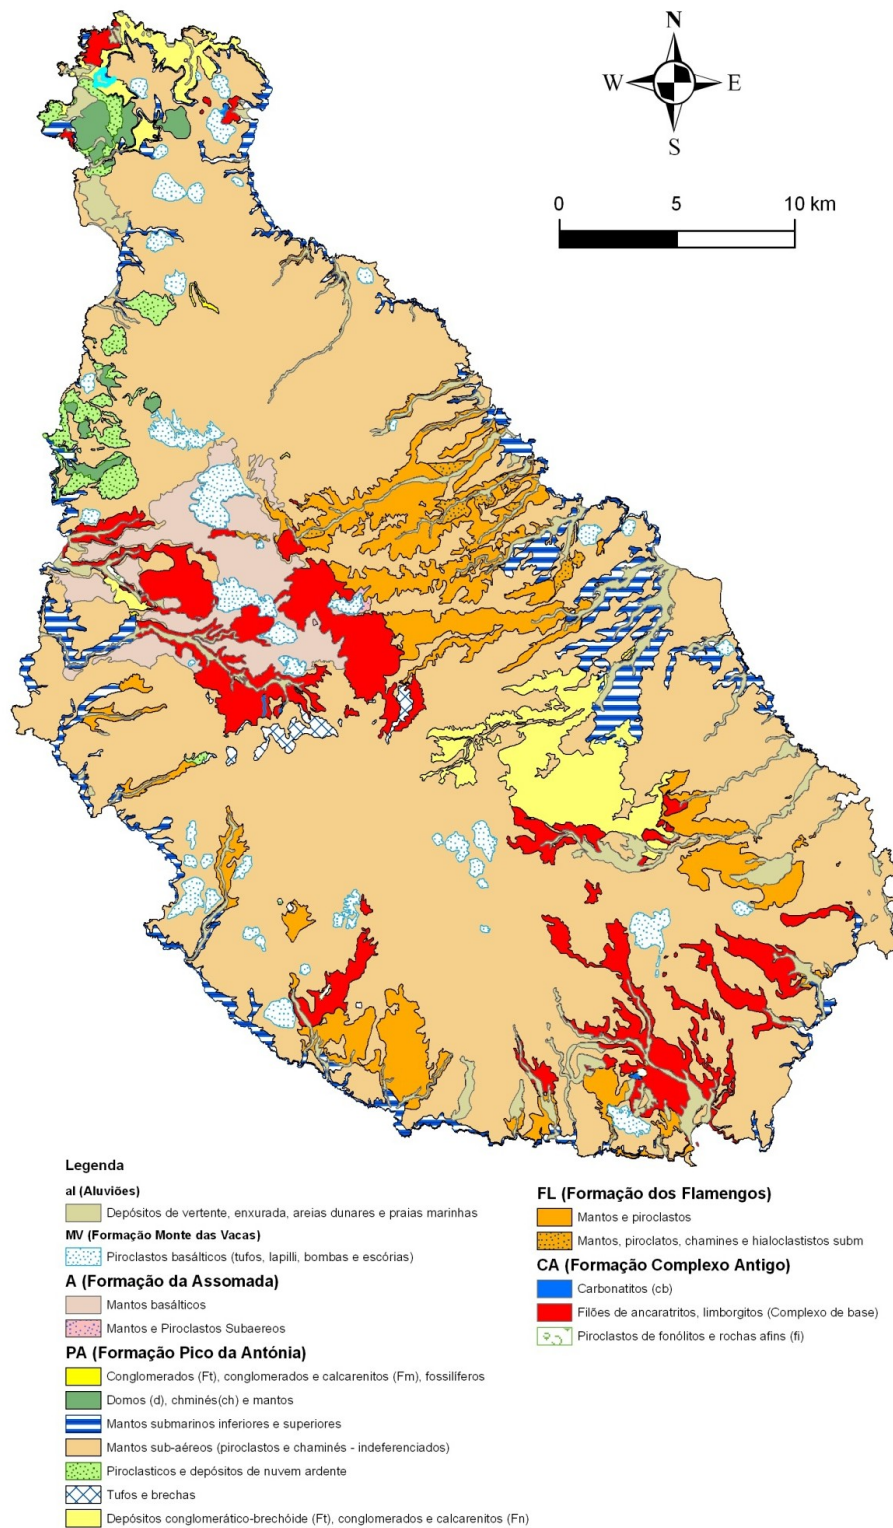 N
W E
S
0 5 10 km
Legenda
al (Aluviões)
Depósitos de vertente, enxurada, areias dunares e praias marinhas
MV (Formação Monte das Vacas)
Piroclastos basálticos (tufos, lapilli, bombas e escórias)
A (Formação da Assomada)
Mantos basálticos
Mantos e Piroclastos Subaereos
PA (Formação Pico da Antónia)
Conglomerados (Ft), conglomerados e calcarenitos (Fm), fossilíferos
Domos (d), chminés(ch) e mantos
Mantos submarinos inferiores e superiores
Mantos sub-aéreos (piroclastos e chaminés - indeferenciados)
Piroclasticos e depósitos de nuvem ardente
Tufos e brechas
Depósitos conglomerático-brechóide (Ft), conglomerados e calcarenitos (Fn)
FL (Formação dos Flamengos)
Mantos e piroclastos
Mantos, piroclatos, chamines e hialoclastistos subm
CA (Formação Complexo Antigo)
Carbonatitos (cb)
Filões de ancaratritos, limborgitos (Complexo de base)
Piroclastos de fonólitos e rochas afins (fi)